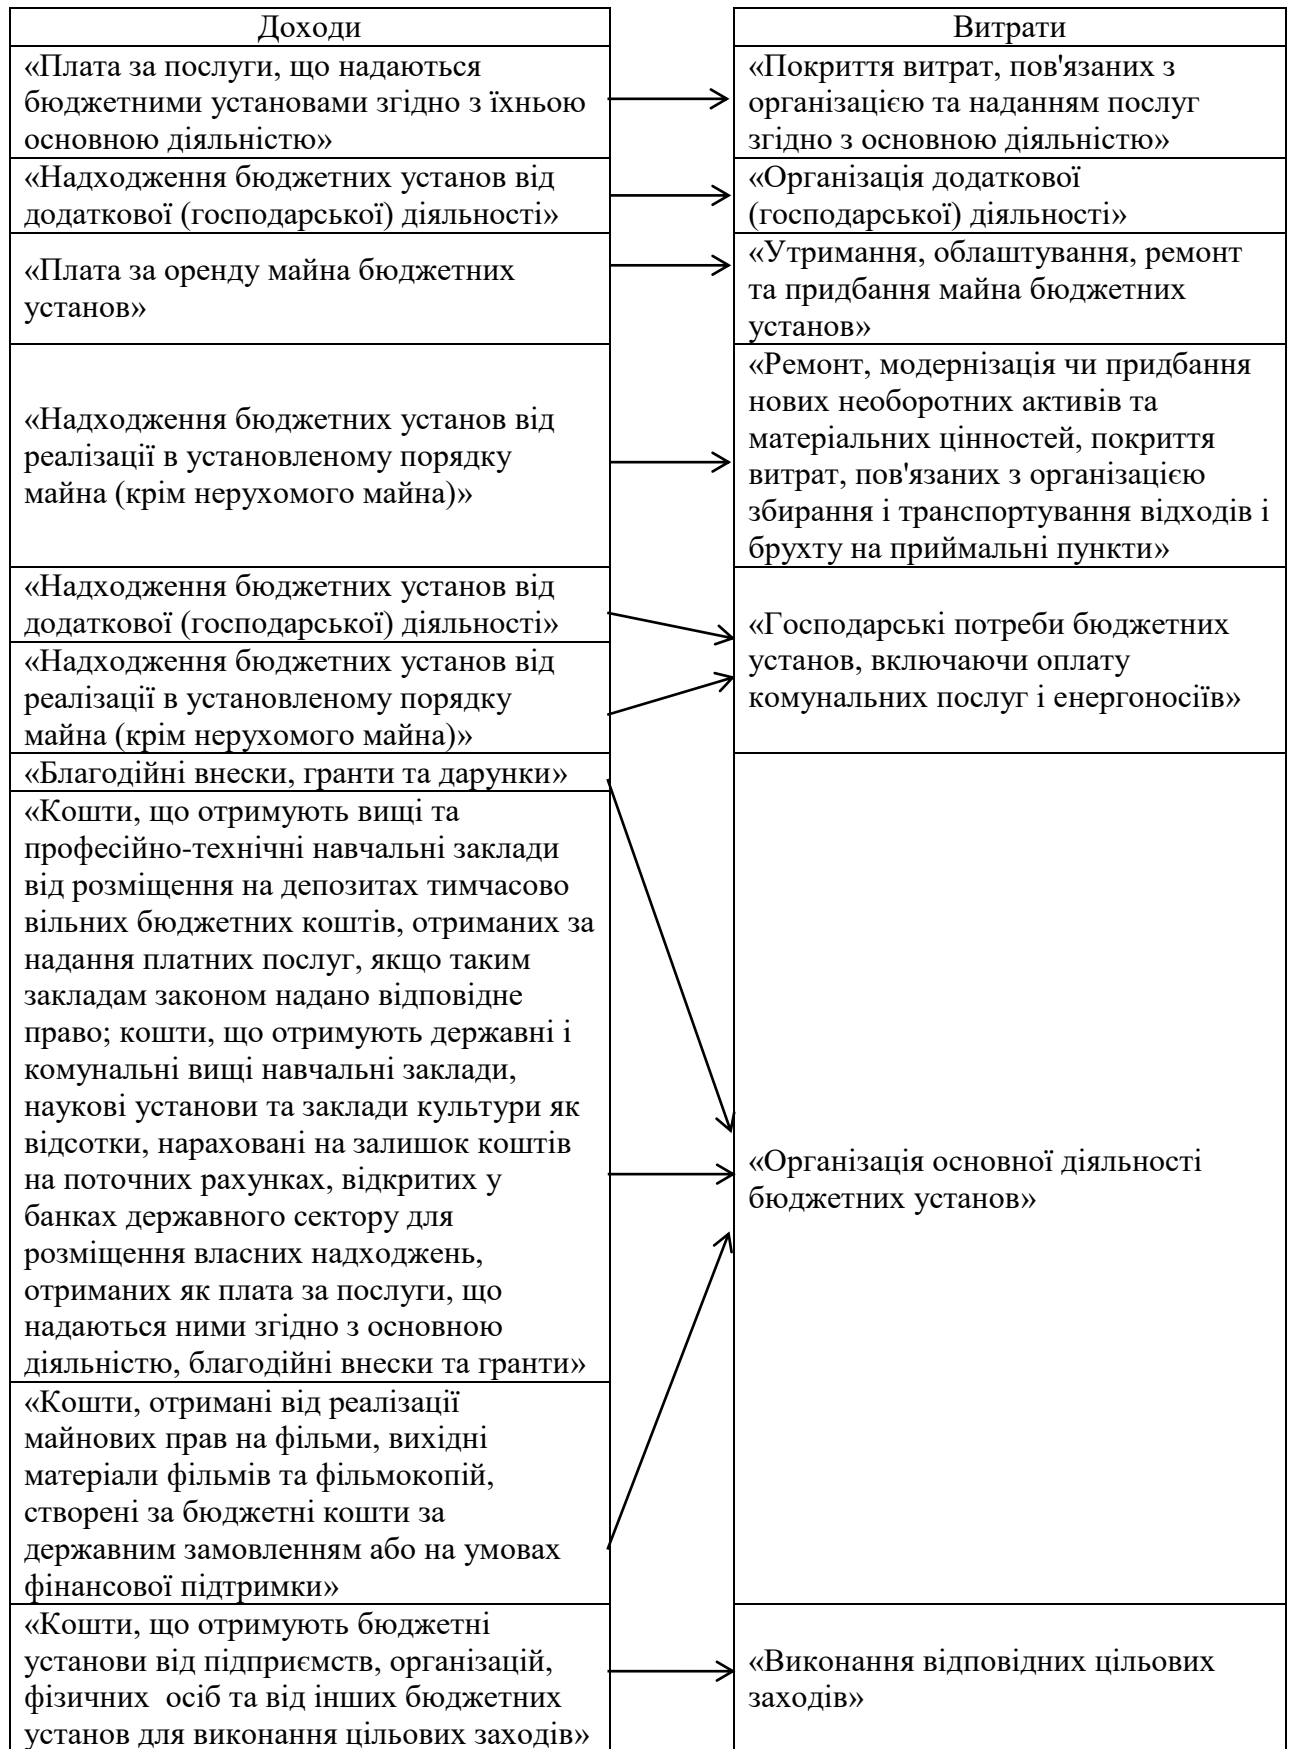 Доходи
«Плата за послуги, що надаються
бюджетними установами згідно з їхньою
основною діяльністю»
«Надходження бюджетних установ від
додаткової (господарської) діяльності»
«Плата за оренду майна бюджетних
установ»
«Надходження бюджетних установ від
реалізації в установленому порядку
майна (крім нерухомого майна)»
«Надходження бюджетних установ від
додаткової (господарської) діяльності»
«Надходження бюджетних установ від
реалізації в установленому порядку
майна (крім нерухомого майна)»
«Благодійні внески, гранти та дарунки»
«Кошти, що отримують вищі та
професійно-технічні навчальні заклади
від розміщення на депозитах тимчасово
вільних бюджетних коштів, отриманих за
надання платних послуг, якщо таким
закладам законом надано відповідне
право; кошти, що отримують державні і
комунальні вищі навчальні заклади,
наукові установи та заклади культури як
відсотки, нараховані на залишок коштів
на поточних рахунках, відкритих у
банках державного сектору для
розміщення власних надходжень,
отриманих як плата за послуги, що
надаються ними згідно з основною
діяльністю, благодійні внески та гранти»
«Кошти, отримані від реалізації
майнових прав на фільми, вихідні
матеріали фільмів та фільмокопій,
створені за бюджетні кошти за
державним замовленням або на умовах
фінансової підтримки»
«Кошти, що отримують бюджетні
установи від підприємств, організацій,
фізичних осіб та від інших бюджетних
установ для виконання цільових заходів»
Витрати
«Покриття витрат, пов'язаних з
організацією та наданням послуг
згідно з основною діяльністю»
«Організація додаткової
(господарської) діяльності»
«Утримання, облаштування, ремонт
та придбання майна бюджетних
установ»
«Ремонт, модернізація чи придбання
нових необоротних активів та
матеріальних цінностей, покриття
витрат, пов'язаних з організацією
збирання і транспортування відходів і
брухту на приймальні пункти»
«Господарські потреби бюджетних
установ, включаючи оплату
комунальних послуг і енергоносіїв»
«Організація основної діяльності
бюджетних установ»
«Виконання відповідних цільових
заходів»